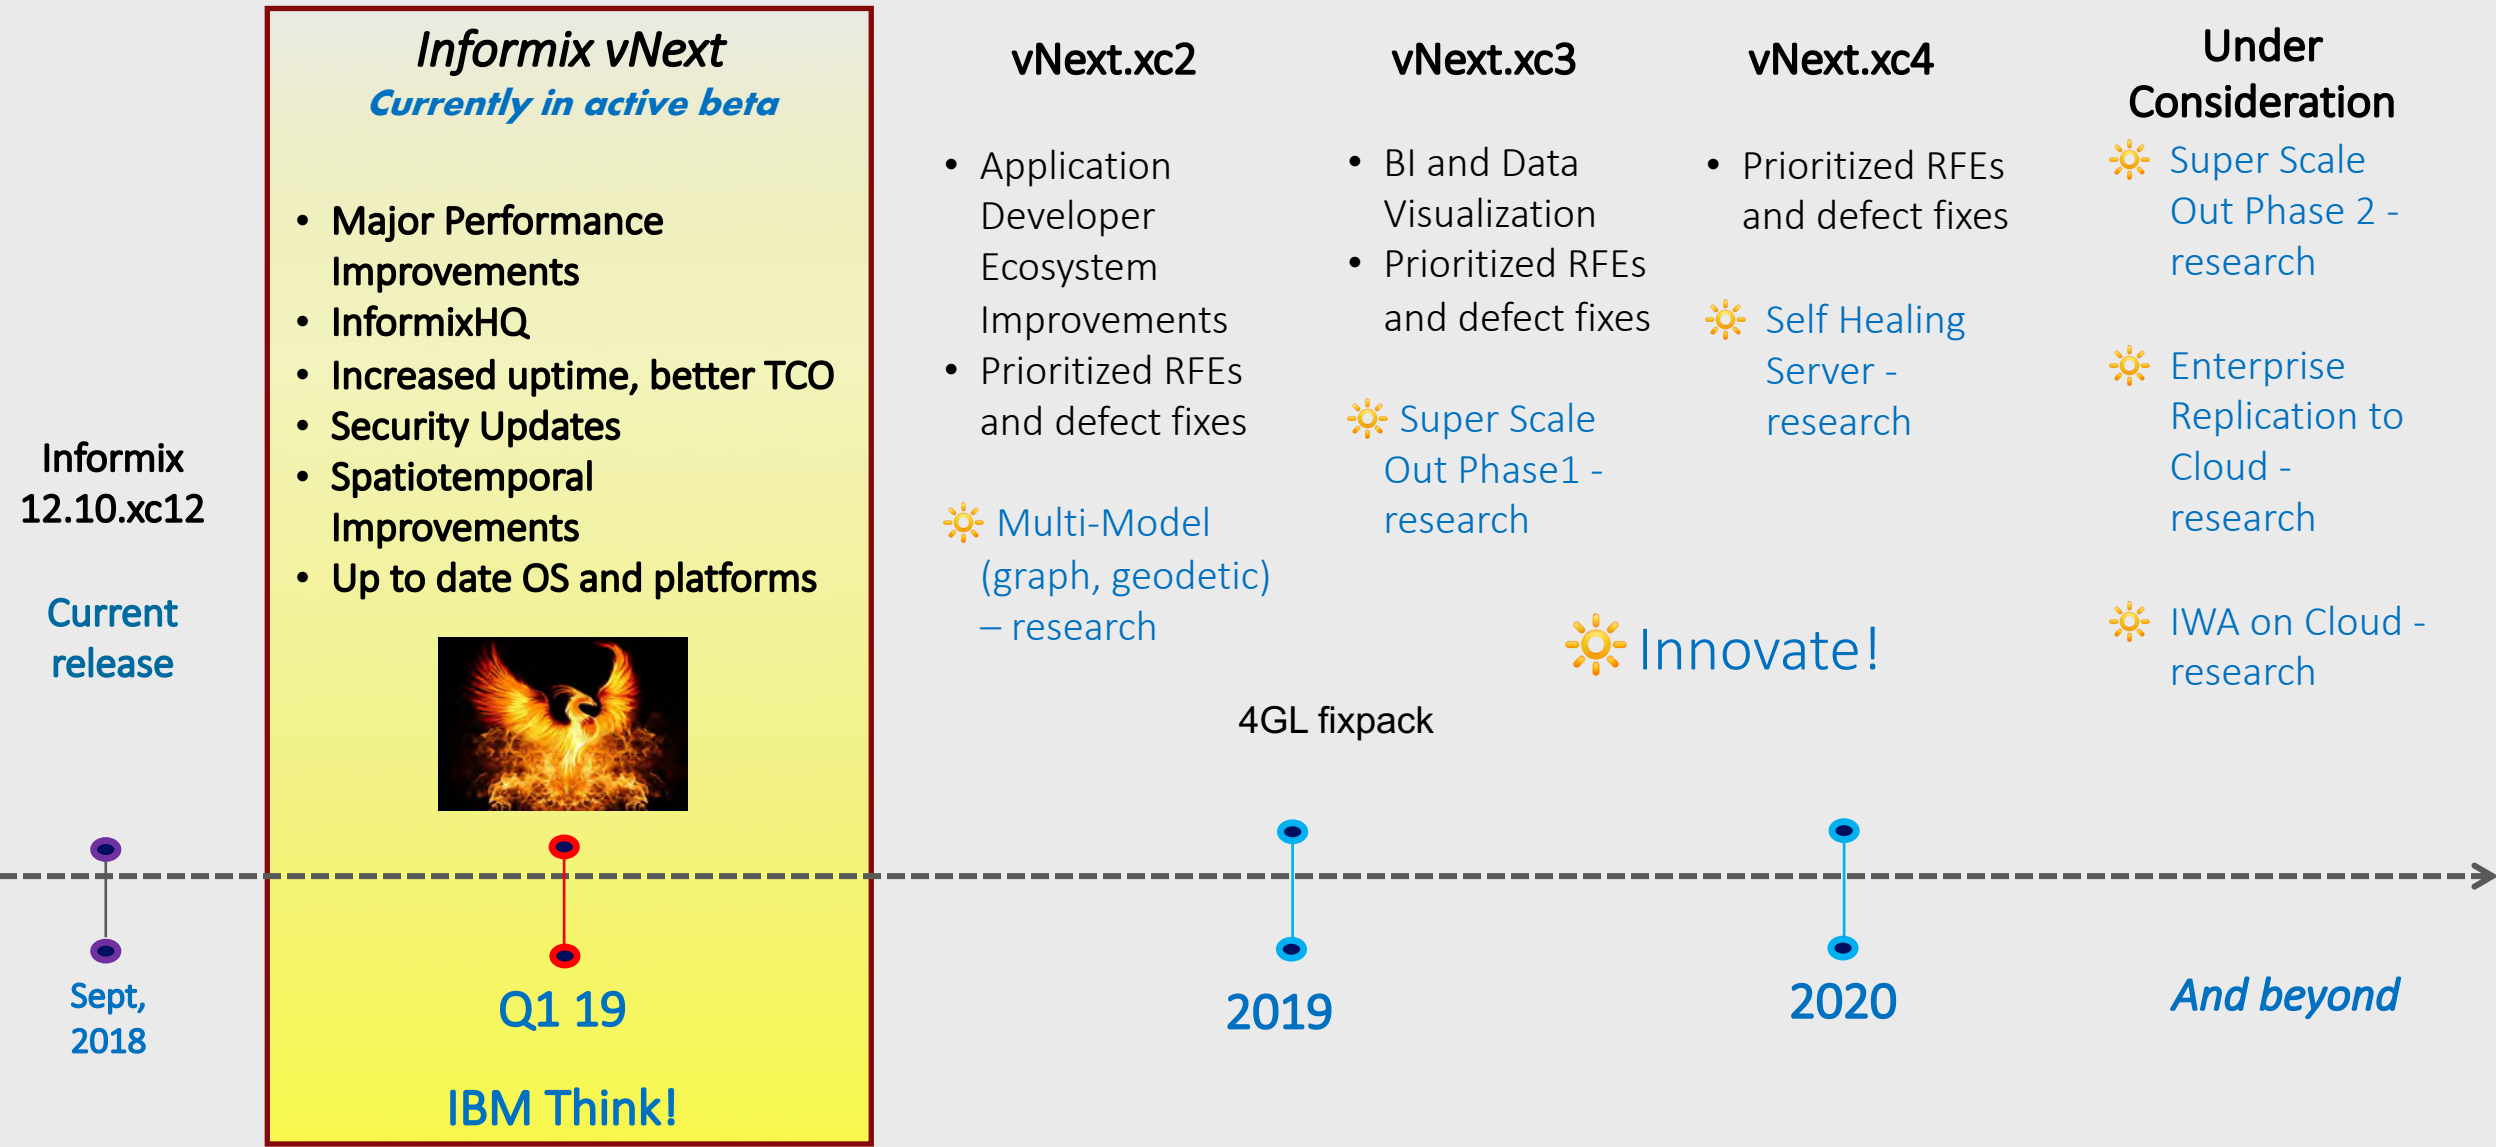 Informix
12.10.xc12
Current
release
Sept,
2018
Informix vNext
Currently in active beta
• Major Performance
Improvements
• InformixHQ
• Increased uptime, better TCO
• Security Updates
• Spatiotemporal
Improvements
• Up to date OS and platforms
Q1 19
IBM Think!
vNext.xc2
• Application
Developer
Ecosystem
Improvements
• Prioritized RFEs
and defect fixes
Multi-Model
(graph, geodetic)
– research
vNext.xc3
• BI and Data
Visualization
• Prioritized RFEs
and defect fixes
Super Scale
Out Phase1 -
research
vNext.xc4
• Prioritized RFEs
and defect fixes
Self Healing
Server -
research
Innovate!
4GL fixpack
2019
2020
Under
Consideration
Super Scale
Out Phase 2 -
research
Enterprise
Replication to
Cloud -
research
IWA on Cloud -
research
And beyond